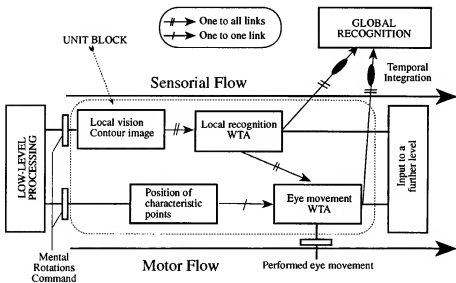 One to all links
One to one link
GLOBAL
RECOGNITION
UNIT BLOCK
Temporal
Integration
Sensorial Flow
LOW-LEVEL
PROCESSING
Local vision
Contour image
Local recognition
WTA
Input to a
further level
Position of
characteristic
points
Eye movement
WTA
Mental
Rotations
Command
Motor Flow
Performed eye movement